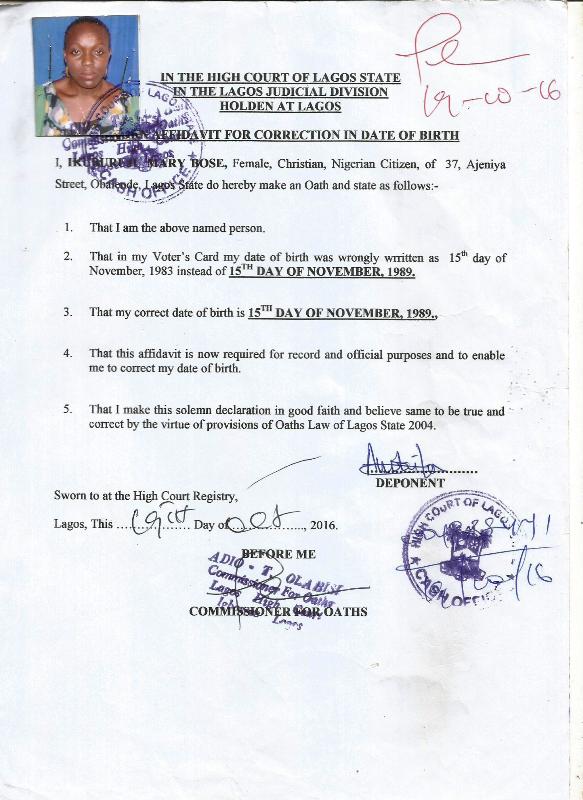 IN THE HIGH COURT OF LAGOS STATE
IN THE LAGOS JUDICIAL DIVISION
HOLDEN AT LAGOS
19-10-16
AFFIDAVIT FOR CORRECTION IN DATE OF BIRTH
I, MARY BOSE, Female, Christian, Nigerian Citizen, of 37, Ajeniya
Street, Obalende, Lagos State do hereby make an Oath and state as follows:-
CASH OFFICE
1. That I am the above named person.
2. That in my Voter's Card my date of birth was wrongly wrritten as 15th day of
November, 1983 instead of 15TH DAY OF NOVEMBER, 1989.
3. That my correct date of birth is 15TH DAY OF NOVEMBER, 1989.,
4. That this affidavit is now required for record and official purposes and to enable
me to correct my date of birth.
5. That I make this solemn declaration in good faith and believe same to be true and
correct by the virtue of provisions of Oaths Law of Lagos State 2004.
DEPONENT
Sworn to at the High Court Registry,
Lagos, This 19th Day of Oct, 2016.
HIGH COURT OF LAGOS
CASH OFFICE
BEFORE ME
ADIO - T. OLABISI
Commissioner For Oaths
Lagos High Court
Lagos
COMMISSIONER FOR OATHS